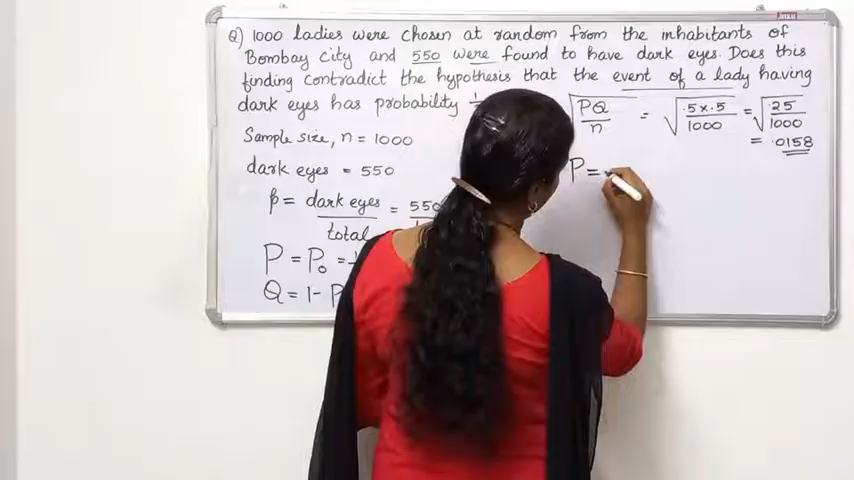 Q) 1000 ladies were chosen at random from the inhabitants of
Bombay city and 550 were found to have dark eyes. Does this
finding contradict the hypothesis that the event of a lady having
dark eyes has probability
√PQ/n = √.5x.5/1000 = √.25/1000
= .0158
Sample size, n = 1000
dark eyes = 550
P =
p = dark eyes/total = 550
P = P₀ =
Q = 1- P